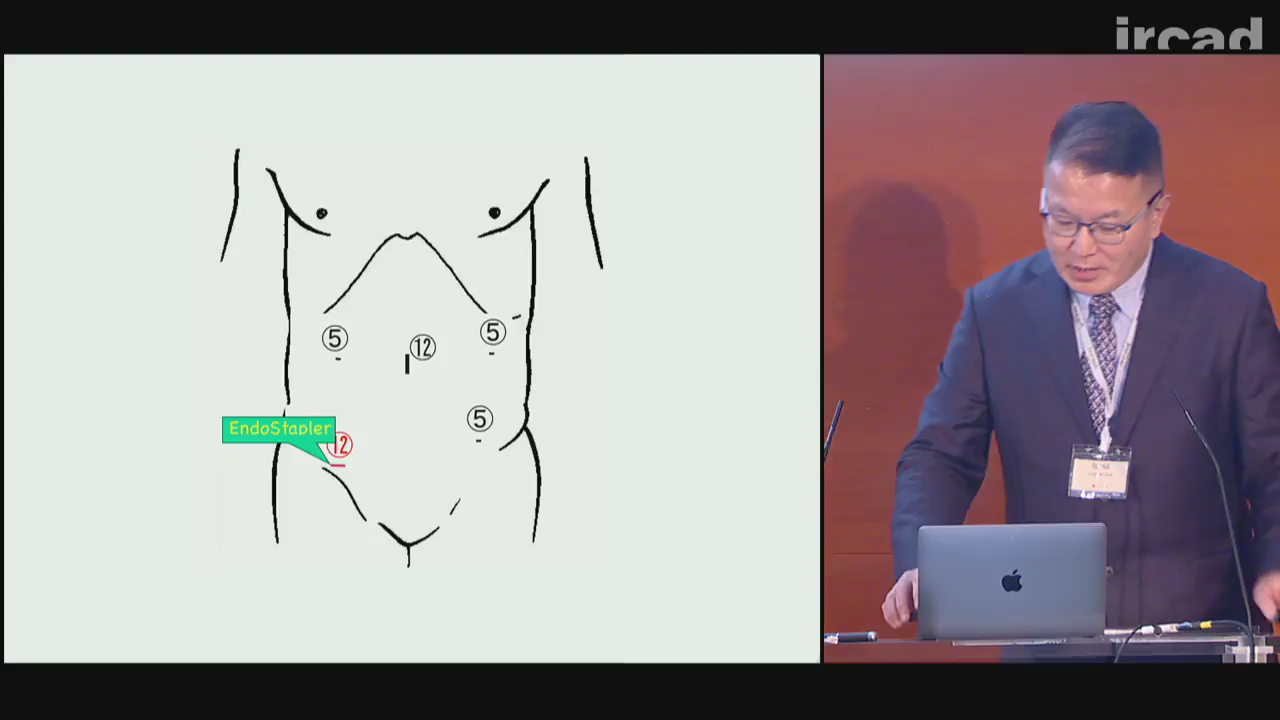 ircad
⑤
⑫
⑤
⑤
EndoStapler
⑫